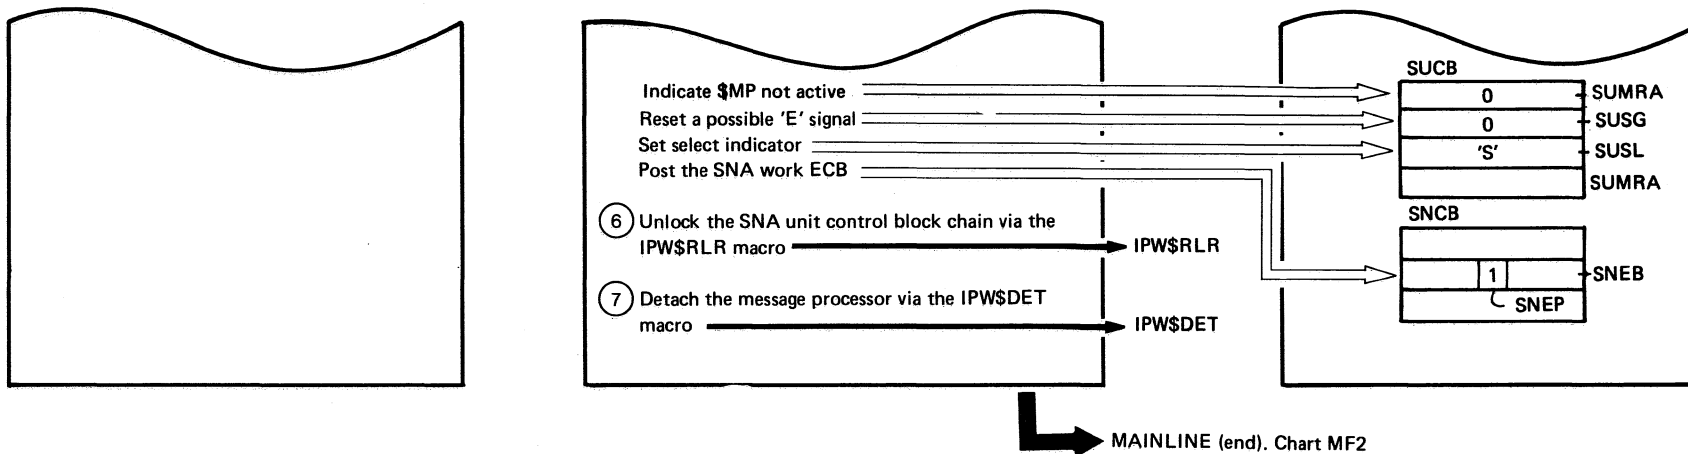 SUCB
Indicate $MP not active
0
SUMRA
Reset a possible 'E' signal
0
SUSG
Set select indicator
'S'
SUSL
Post the SNA work ECB
SUMRA
SNCB
6 Unlock the SNA unit control block chain via the
IPW$RLR macro
IPW$RLR
1
SNEB
7 Detach the message processor via the IPW$DET
SNEP
macro
IPW$DET
MAINLINE (end). Chart MF2